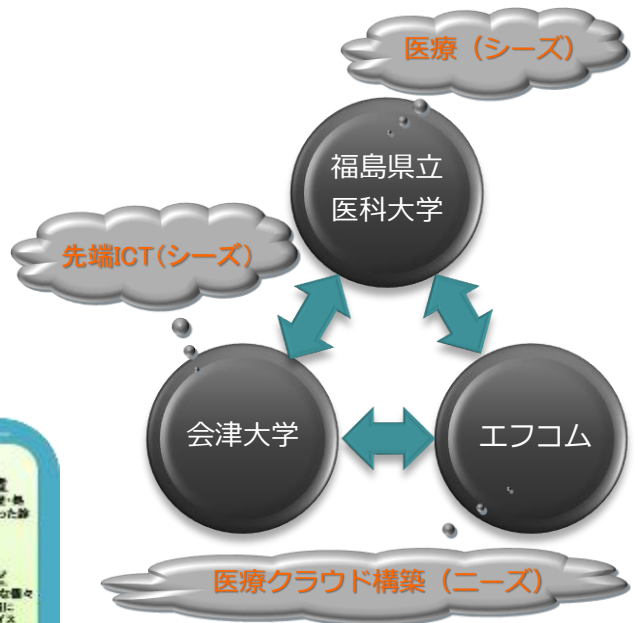 医療（シーズ）
福島県立
医科大学
先端ICT(シーズ)
会津大学
エフコム
医療クラウド構築（ニーズ）